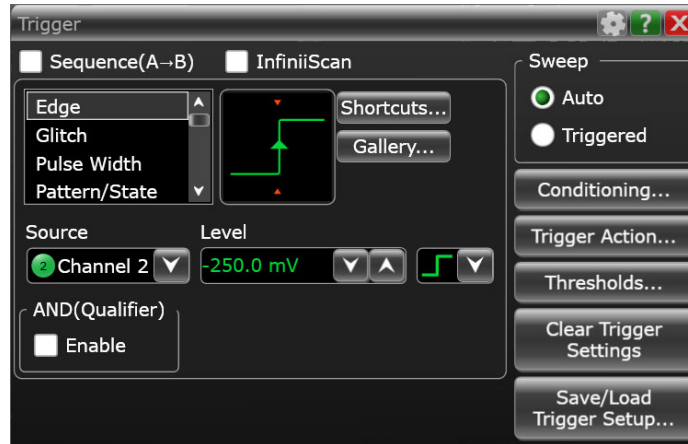 Trigger
?
X
Sequence(A→B)
InfiniiScan
Sweep
Auto
Triggered
Edge
Glitch
Pulse Width
Pattern/State
Shortcuts...
Gallery...
Conditioning...
Source
Level
Trigger Action...
2 Channel 2
-250.0 mV
Thresholds...
AND(Qualifier)
Enable
Clear Trigger
Settings
Save/Load
Trigger Setup...